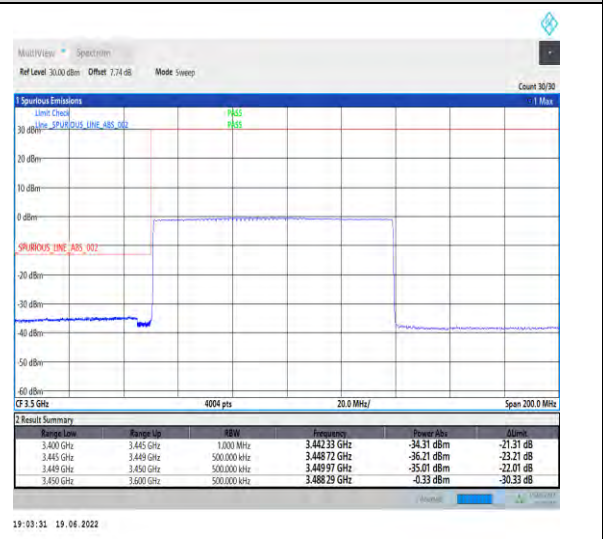 MultiView Spectrum
Ref Level 30.00 dBm Offset 7.74 dB Mode Sweep
Count 30/30
1 Spurious Emissions 1 Max
Limit Check PASS
Line _SPURIOUS_LINE_ABS_002 PASS
30 dBm
20 dBm
10 dBm
0 dBm
_SPURIOUS_LINE_ABS_002
-20 dBm
-30 dBm
-40 dBm
-50 dBm
-60 dBm
CF 3.5 GHz 4004 pts 20.0 MHz/ Span 200.0 MHz
2 Result Summary
Range Low Range Up RBW Frequency Power Abs ΔLimit
3.400 GHz 3.445 GHz 1.000 MHz 3.44233 GHz -34.31 dBm -21.31 dB
3.445 GHz 3.449 GHz 500.000 kHz 3.44872 GHz -36.21 dBm -23.21 dB
3.449 GHz 3.450 GHz 500.000 kHz 3.44997 GHz -35.01 dBm -22.01 dB
3.450 GHz 3.600 GHz 500.000 kHz 3.48829 GHz -0.33 dBm -30.33 dB
19:03:31 19.06.2022